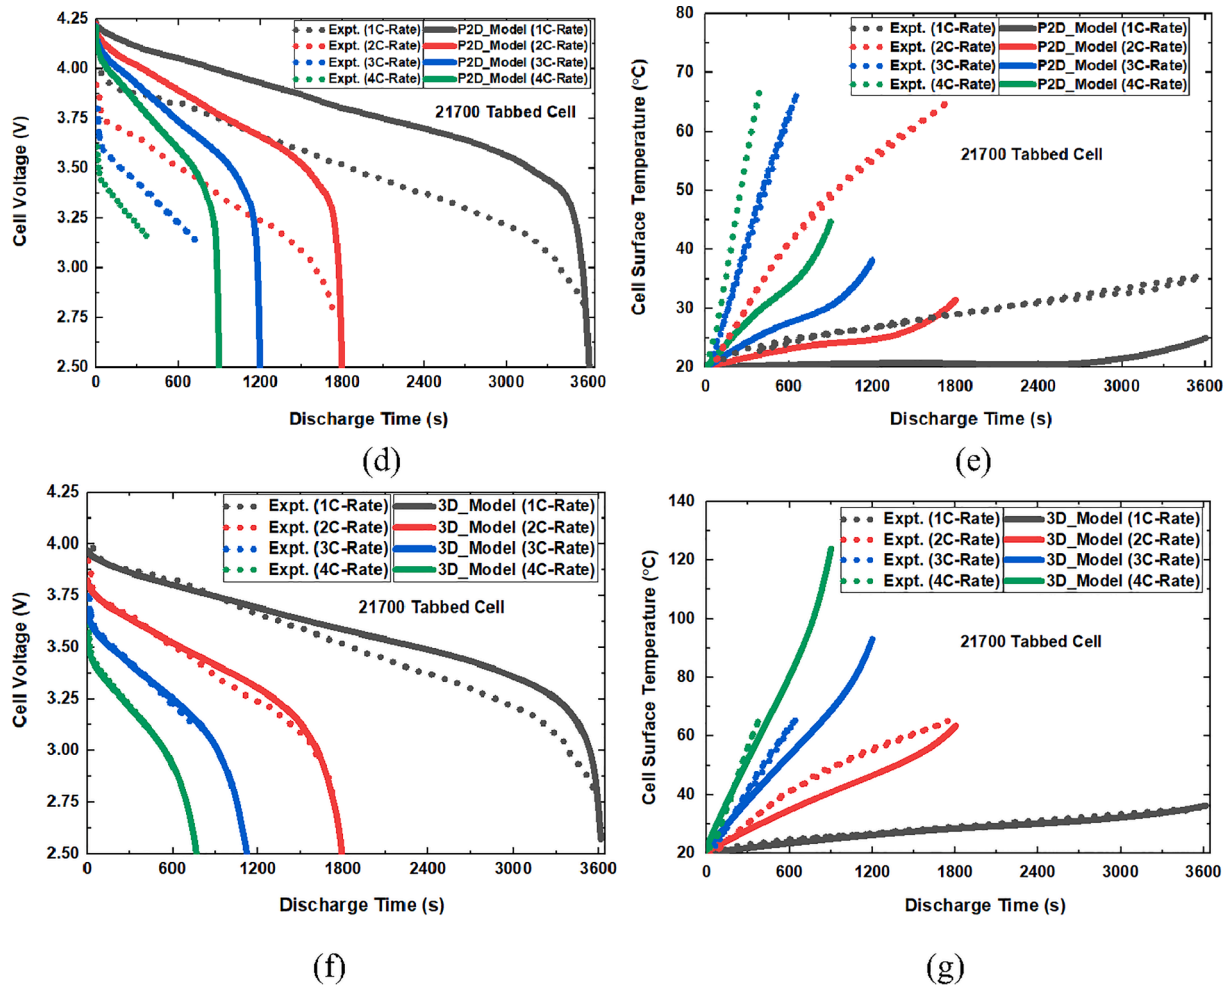 4.25
4.00
3.75
3.50
3.25
3.00
2.75
2.50
Cell Voltage (V)
Expt. (1C-Rate) P2D_Model (1C-Rate)
Expt. (2C-Rate) P2D_Model (2C-Rate)
Expt. (3C-Rate) P2D_Model (3C-Rate)
Expt. (4C-Rate) P2D_Model (4C-Rate)
21700 Tabbed Cell
0 600 1200 1800 2400 3000 3600
Discharge Time (s)
(d)
80
70
60
50
40
30
20
Cell Surface Temperature (°C)
Expt. (1C-Rate) P2D_Model (1C-Rate)
Expt. (2C-Rate) P2D_Model (2C-Rate)
Expt. (3C-Rate) P2D_Model (3C-Rate)
Expt. (4C-Rate) P2D_Model (4C-Rate)
21700 Tabbed Cell
0 600 1200 1800 2400 3000 3600
Discharge Time (s)
(e)
4.25
4.00
3.75
3.50
3.25
3.00
2.75
2.50
Cell Voltage (V)
Expt. (1C-Rate) 3D_Model (1C-Rate)
Expt. (2C-Rate) 3D_Model (2C-Rate)
Expt. (3C-Rate) 3D_Model (3C-Rate)
Expt. (4C-Rate) 3D_Model (4C-Rate)
21700 Tabbed Cell
0 600 1200 1800 2400 3000 3600
Discharge Time (s)
(f)
140
120
100
80
60
40
20
Cell Surface Temperature (°C)
Expt. (1C-Rate) 3D_Model (1C-Rate)
Expt. (2C-Rate) 3D_Model (2C-Rate)
Expt. (3C-Rate) 3D_Model (3C-Rate)
Expt. (4C-Rate) 3D_Model (4C-Rate)
21700 Tabbed Cell
0 600 1200 1800 2400 3000 3600
Discharge Time (s)
(g)